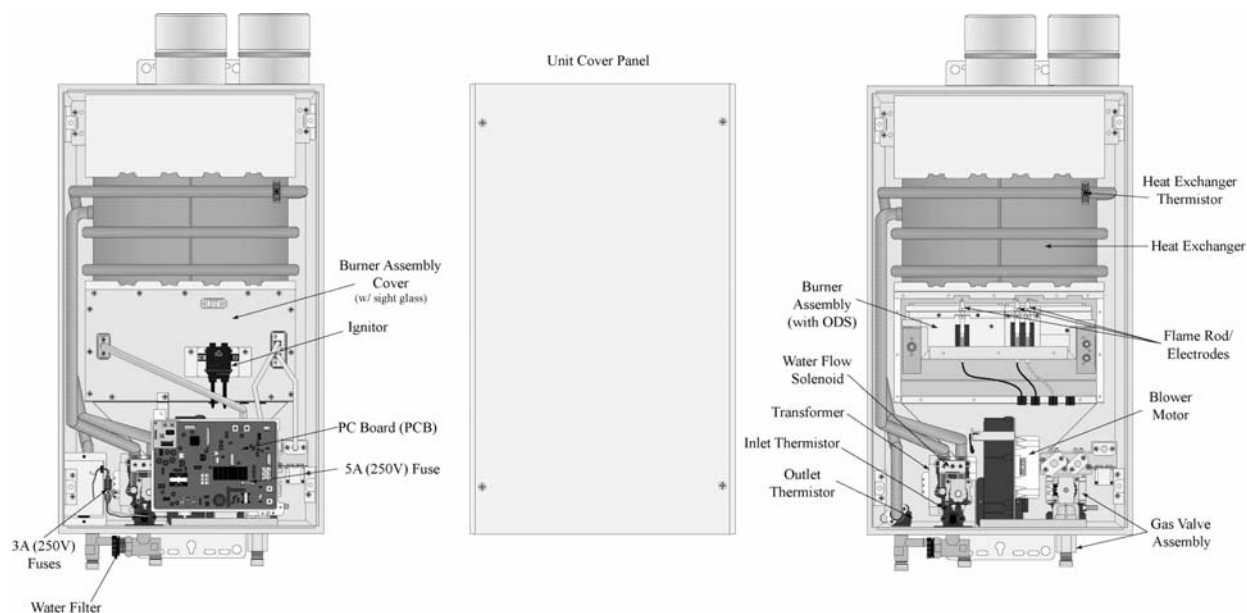 Unit Cover Panel
Burner Assembly
Cover
(w/ sight glass)
Ignitor
PC Board (PCB)
5A (250V) Fuse
3A (250V)
Fuses
Water Filter
Heat Exchanger
Thermistor
Heat Exchanger
Burner
Assembly
(with ODS)
Flame Rod/
Electrodes
Water Flow
Solenoid
Transformer
Blower
Motor
Inlet Thermistor
Outlet
Thermistor
Gas Valve
Assembly